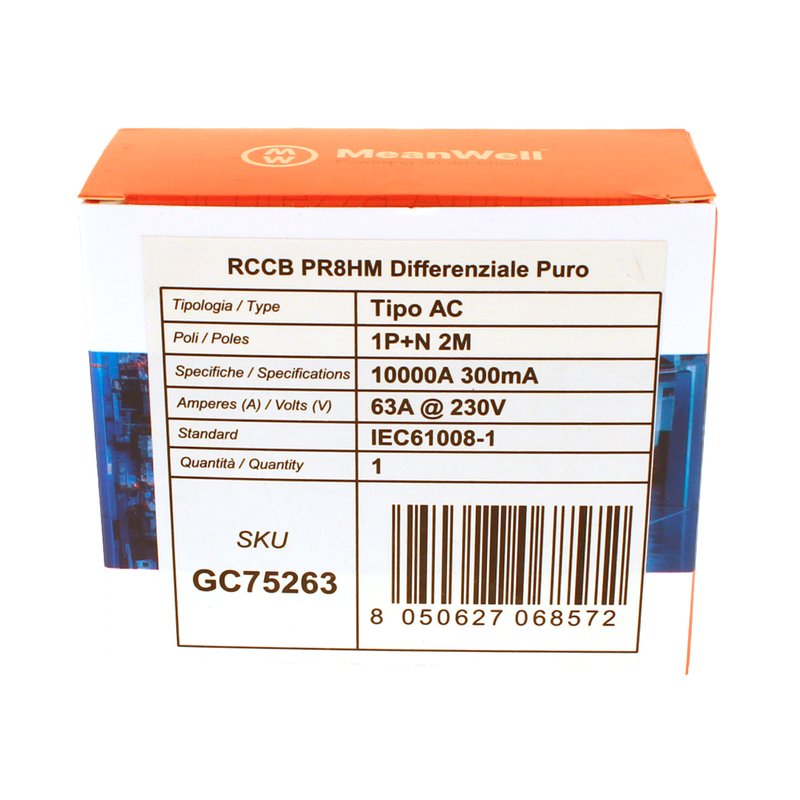 MW MeanWell
RCCB PR8HM Differenziale Puro
Tipologia / Type Tipo AC
Poli / Poles 1P+N 2M
Specifiche / Specifications 10000A 300mA
Amperes (A) / Volts (V) 63A @ 230V
Standard IEC61008-1
Quantità / Quantity 1
SKU
GC75263
8 050627 068572